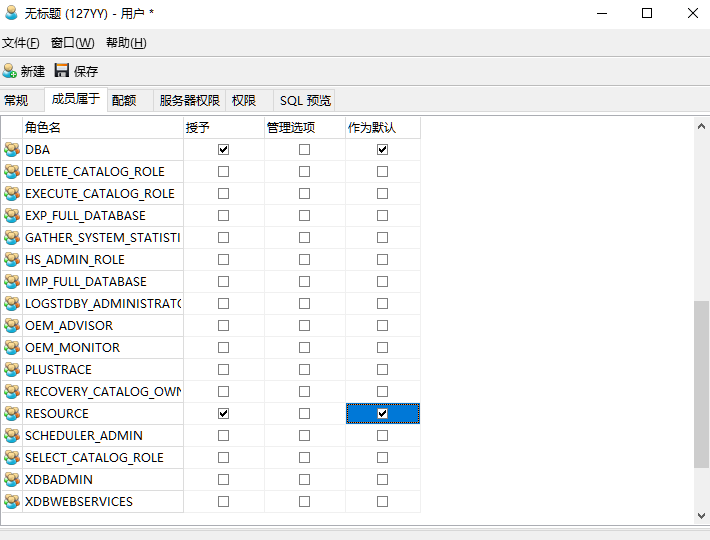 无标题 (127YY) - 用户 *
文件(F) 窗口(W) 帮助(H)
新建 保存
常规 成员属于 配额 服务器权限 权限 SQL 预览
角色名 授予 管理选项 作为默认
DBA
DELETE_CATALOG_ROLE
EXECUTE_CATALOG_ROLE
EXP_FULL_DATABASE
GATHER_SYSTEM_STATISTI
HS_ADMIN_ROLE
IMP_FULL_DATABASE
LOGSTDBY_ADMINISTRATO
OEM_ADVISOR
OEM_MONITOR
PLUSTRACE
RECOVERY_CATALOG_OWN
RESOURCE
SCHEDULER_ADMIN
SELECT_CATALOG_ROLE
XDBADMIN
XDBWEBSERVICES